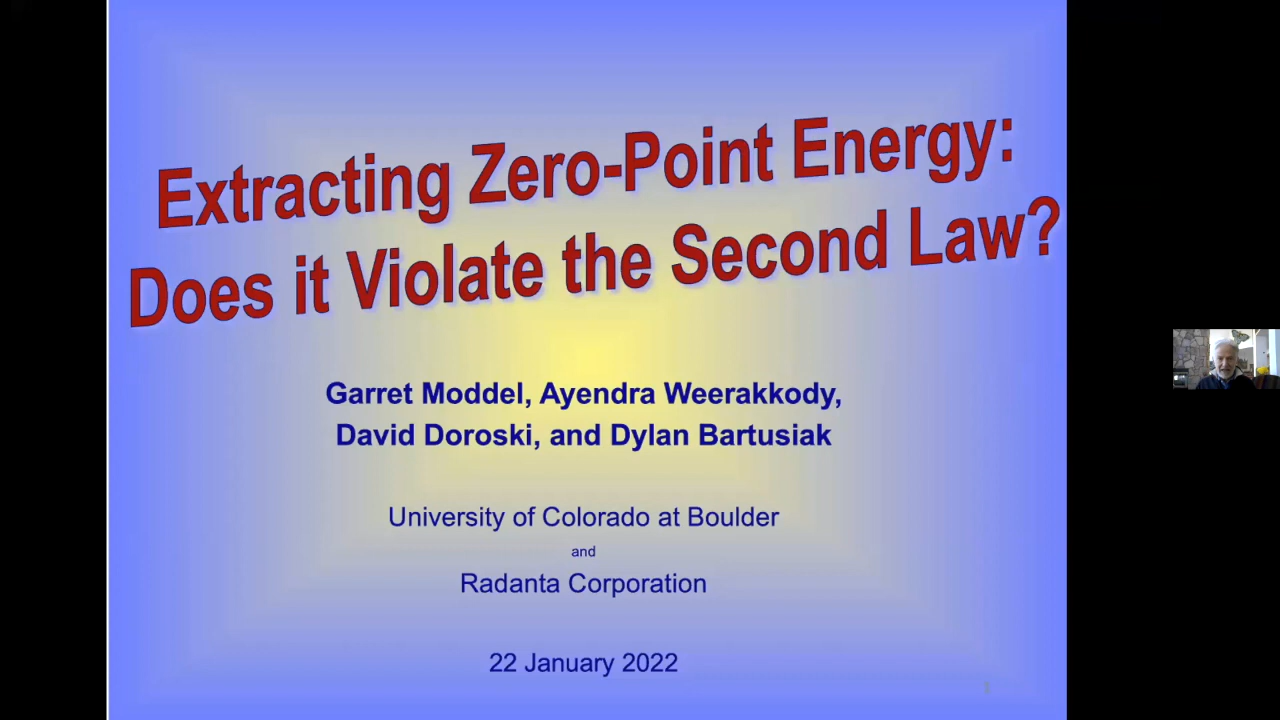 Extracting Zero-Point Energy:
Does it Violate the Second Law?
Garret Moddel, Ayendra Weerakkody,
David Doroski, and Dylan Bartusiak
University of Colorado at Boulder
and
Radanta Corporation
22 January 2022